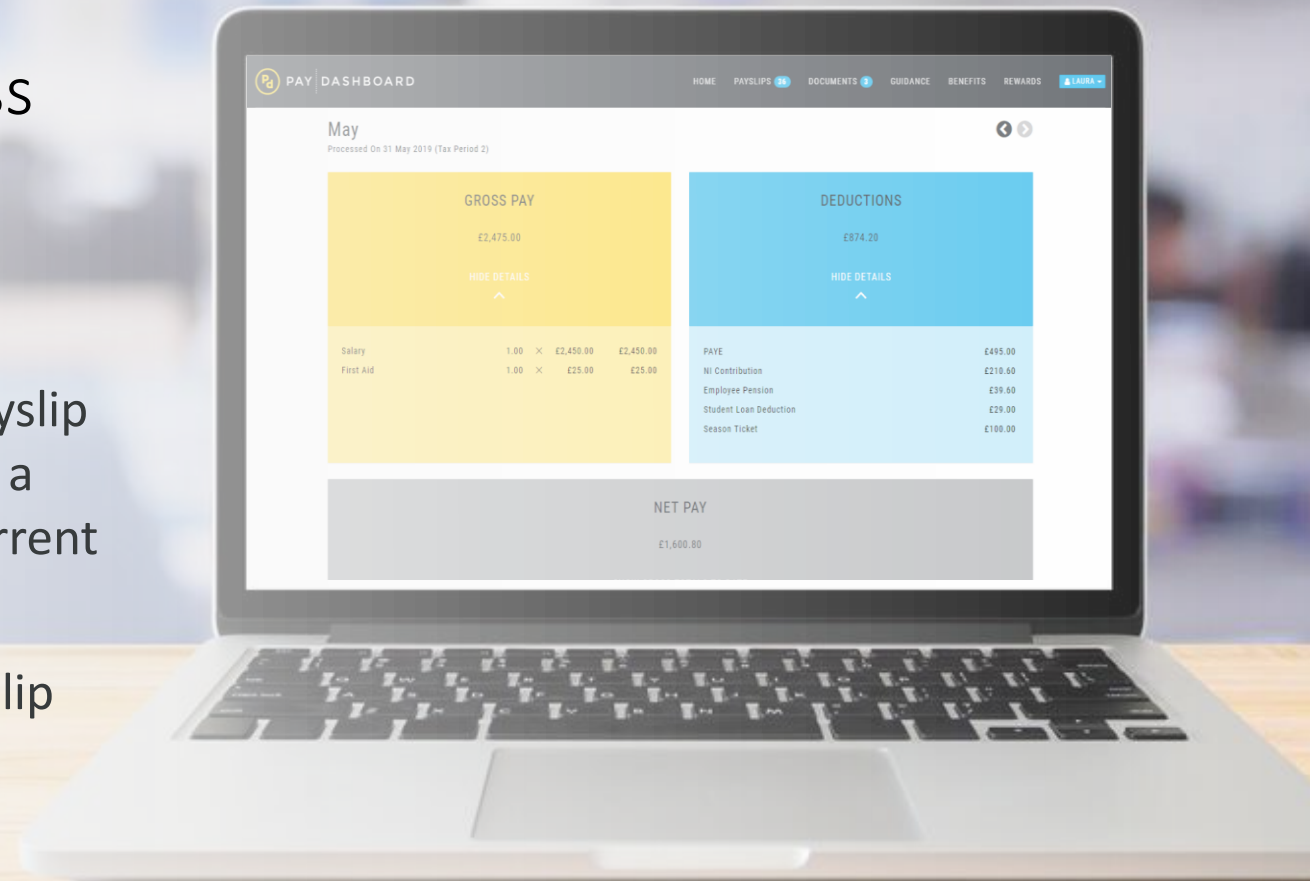 ss
yslip
a
rrent
lip
Pd PAY DASHBOARD
HOME PAYSLIPS 36 DOCUMENTS 3 GUIDANCE BENEFITS REWARDS LAURA
May
Processed On 31 May 2019 (Tax Period 2)
GROSS PAY
£2,475.00
HIDE DETAILS
Salary 1.00 × £2,450.00 £2,450.00
First Aid 1.00 × £25.00 £25.00
DEDUCTIONS
£874.20
HIDE DETAILS
PAYE £495.00
NI Contribution £210.60
Employee Pension £39.60
Student Loan Deduction £29.00
Season Ticket £100.00
NET PAY
£1,600.80